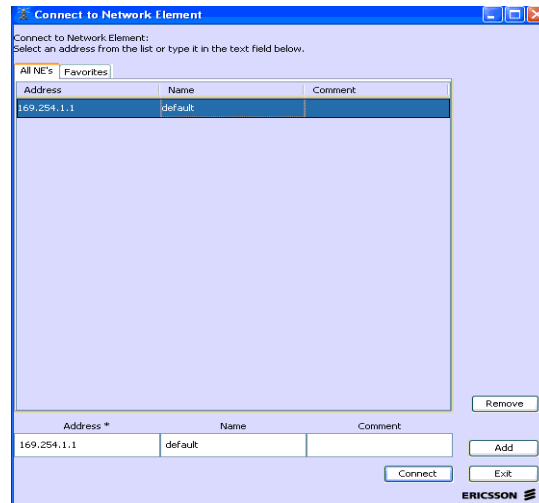 Connect to Network Element
Connect to Network Element:
Select an address from the list or type it in the text field below.
All NE's Favorites
Address Name Comment
169.254.1.1 default
Remove
Address * Name Comment
169.254.1.1 default
Add
Connect Exit
ERICSSON